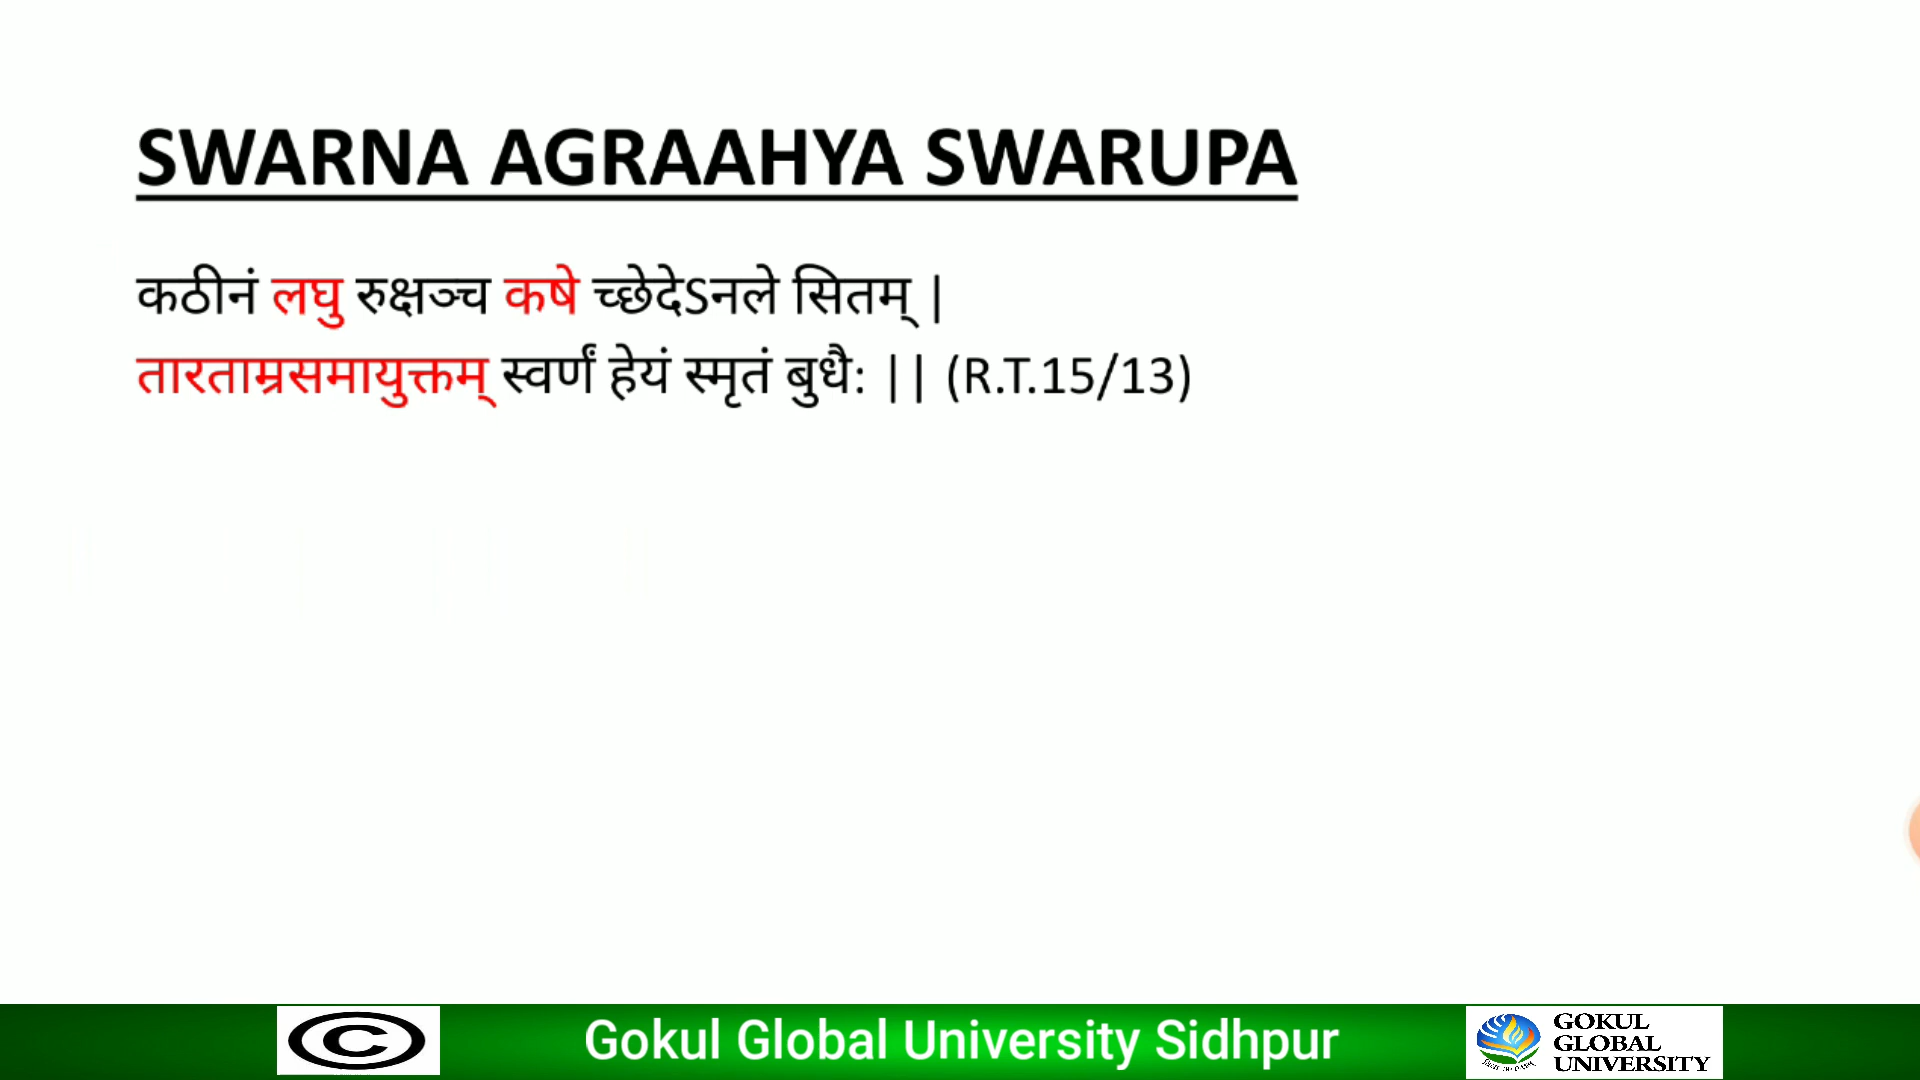 SWARNA AGRAAHYA SWARUPA
कठीनं लघु रुक्षञ्च कषे च्छेदेऽनले सितम् |
तारताम्रसमायुक्तम् स्वर्णं हेयं स्मृतं बुधै: || (R.T.15/13)
C
Gokul Global University Sidhpur
GOKUL
GLOBAL
UNIVERSITY